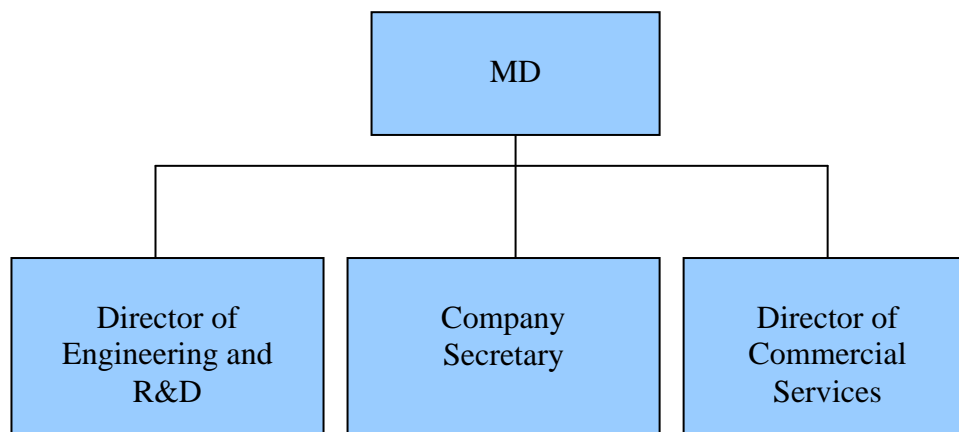 MD
Director of
Engineering and
R&D
Company
Secretary
Director of
Commercial
Services